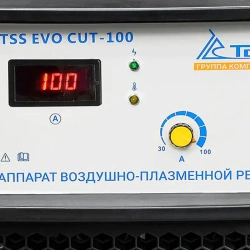 TSS EVO CUT-100
ГРУППА КОМП
100
A
30 100
A
АППАРАТ ВОЗДУШНО-ПЛАЗМЕННОЙ РЕ